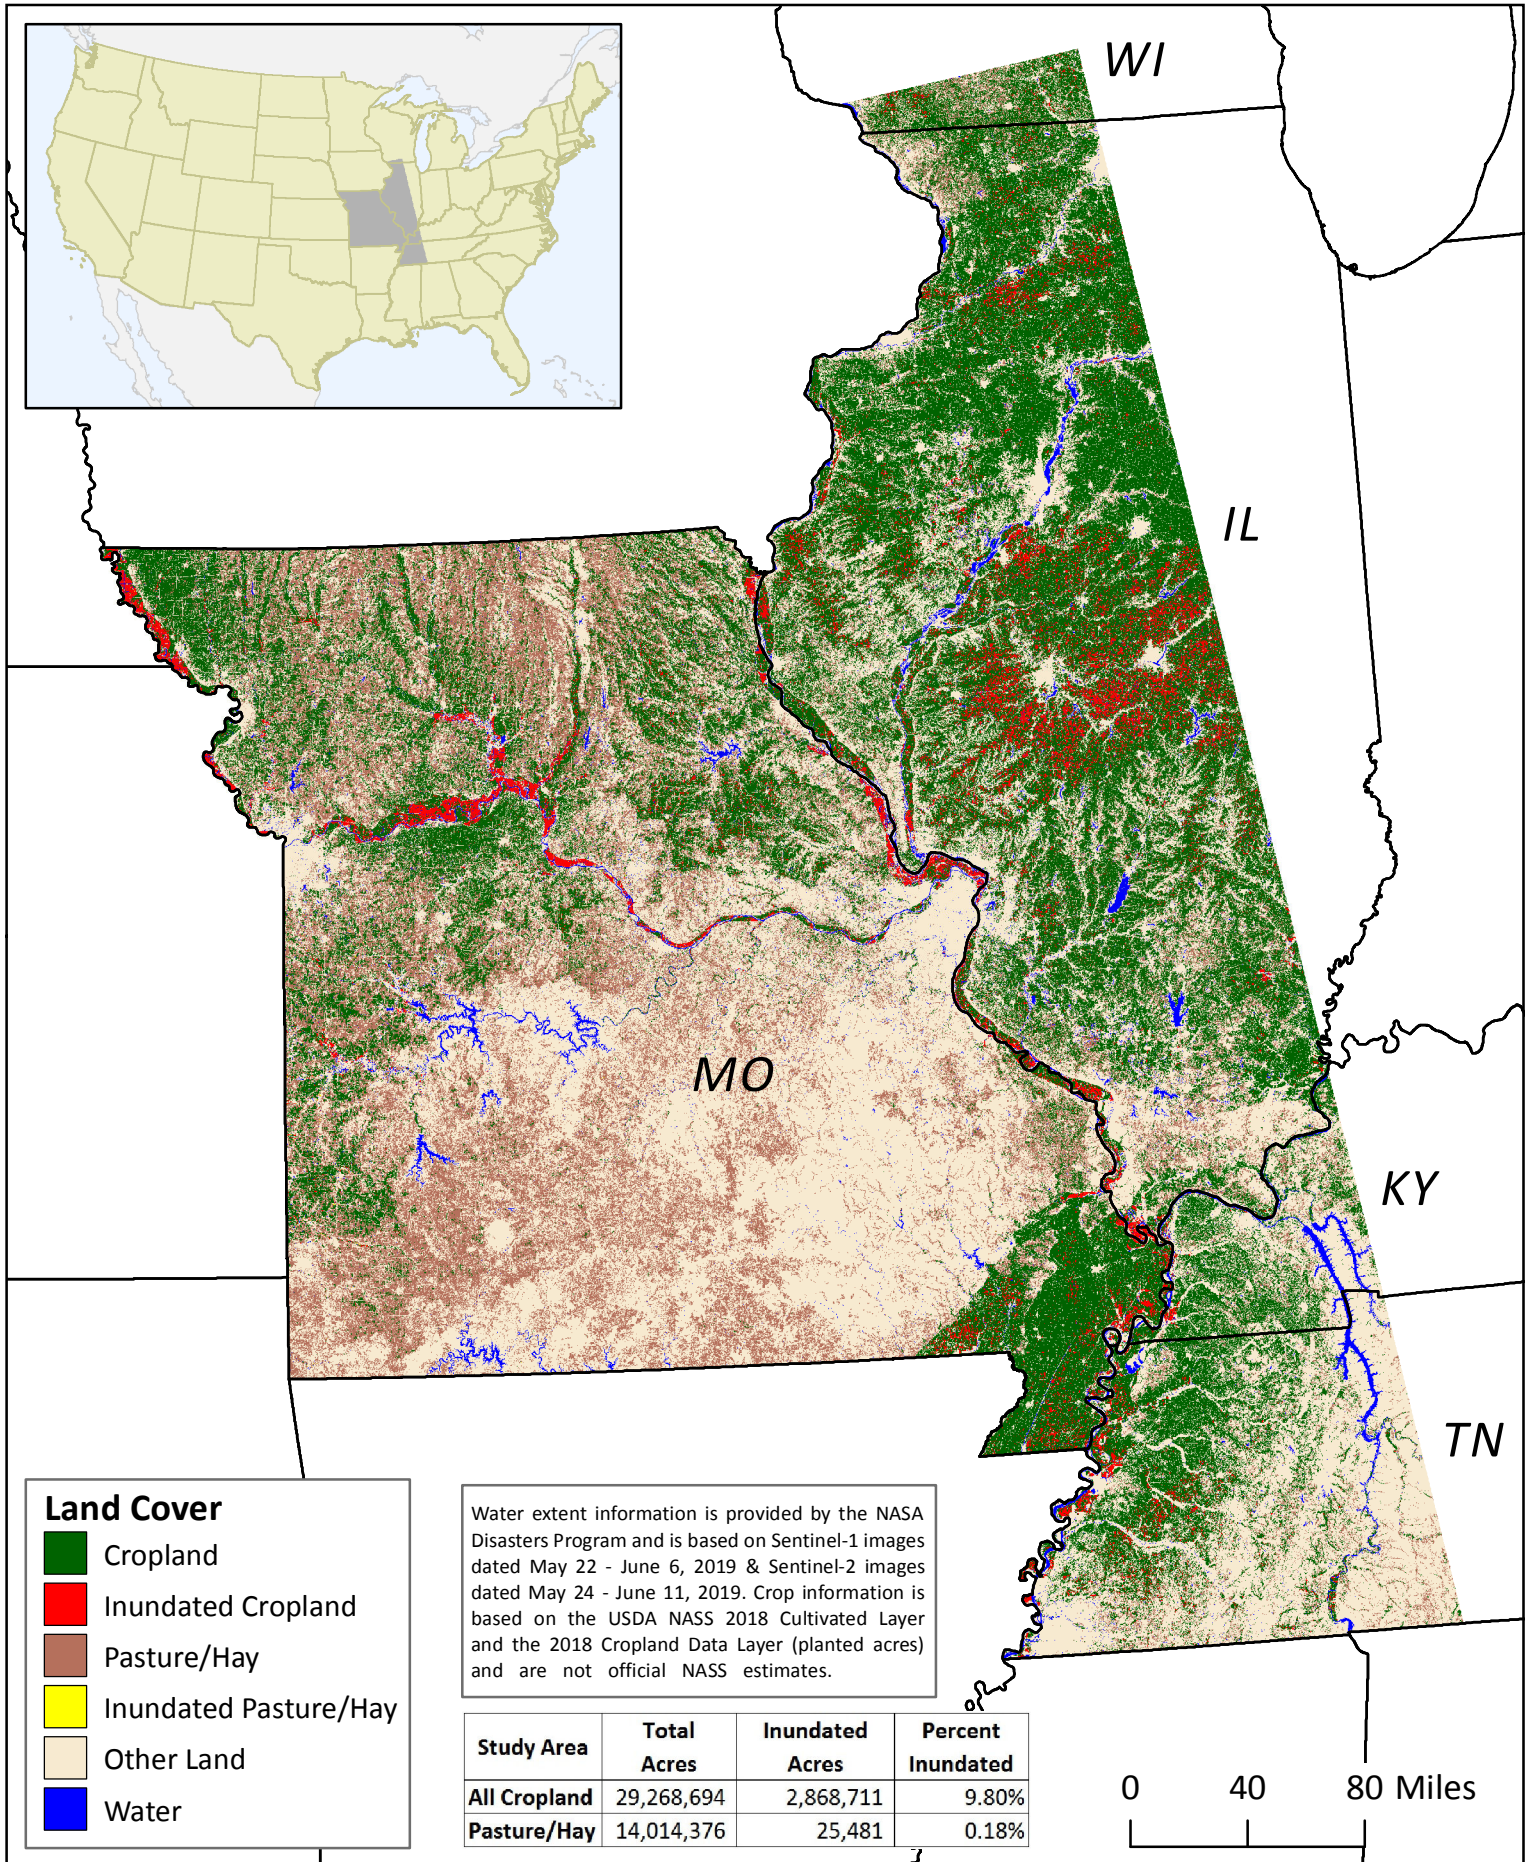 WI
IL
MO
KY
TN
Land Cover
Cropland
Inundated Cropland
Pasture/Hay
Inundated Pasture/Hay
Other Land
Water
Water extent information is provided by the NASA
Disasters Program and is based on Sentinel-1 images
dated May 22 - June 6, 2019 & Sentinel-2 images
dated May 24 - June 11, 2019. Crop information is
based on the USDA NASS 2018 Cultivated Layer
and the 2018 Cropland Data Layer (planted acres)
and are not official NASS estimates.
Study Area Total Acres Inundated Acres Percent Inundated
All Cropland 29,268,694 2,868,711 9.80%
Pasture/Hay 14,014,376 25,481 0.18%
0 40 80 Miles